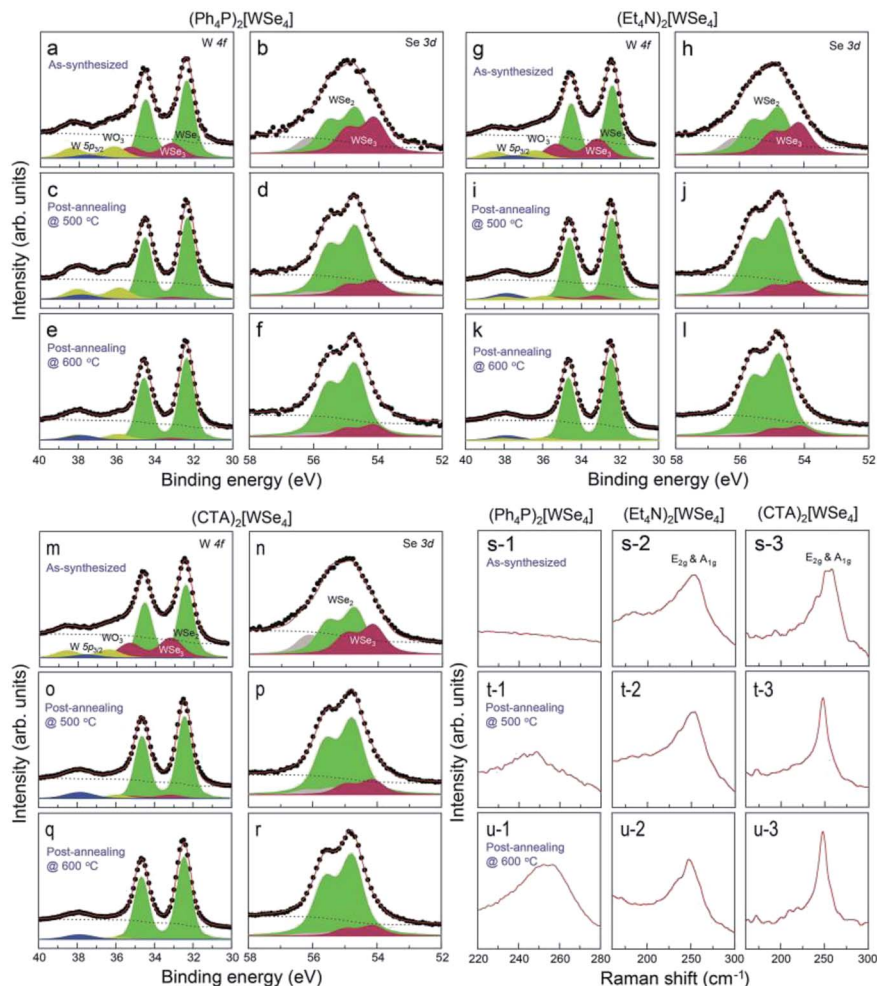 (Ph₄P)₂[WSe₄]
(Et₄N)₂[WSe₄]
a W 4f
As-synthesized
WO₃
W 5p₃/₂
WSe₂
WSe₃
b Se 3d
WSe₂
WSe₃
g W 4f
As-synthesized
WO₃
W 5p₃/₂
WSe₂
WSe₃
h Se 3d
WSe₂
WSe₃
c
Post-annealing
@ 500 °C
d
i
Post-annealing
@ 500 °C
j
e
Post-annealing
@ 600 °C
f
k
Post-annealing
@ 600 °C
l
Intensity (arb. units)
40 38 36 34 32 30
58 56 54 52
40 38 36 34 32 30
58 56 54 52
Binding energy (eV)
Binding energy (eV)
(CTA)₂[WSe₄]
m W 4f
As-synthesized
WO₃
W 5p₃/₂
WSe₂
WSe₃
n Se 3d
WSe₂
WSe₃
o
Post-annealing
@ 500 °C
p
q
Post-annealing
@ 600 °C
r
Intensity (arb. units)
40 38 36 34 32 30
58 56 54 52
Binding energy (eV)
(Ph₄P)₂[WSe₄] (Et₄N)₂[WSe₄] (CTA)₂[WSe₄]
s-1
As-synthesized
s-2
E₂g & A₁g
s-3
E₂g & A₁g
t-1
Post-annealing
@ 500 °C
t-2
t-3
u-1
Post-annealing
@ 600 °C
u-2
u-3
Intensity (arb. units)
220 240 260 280
200 250 300
200 250 300
Raman shift (cm⁻¹)